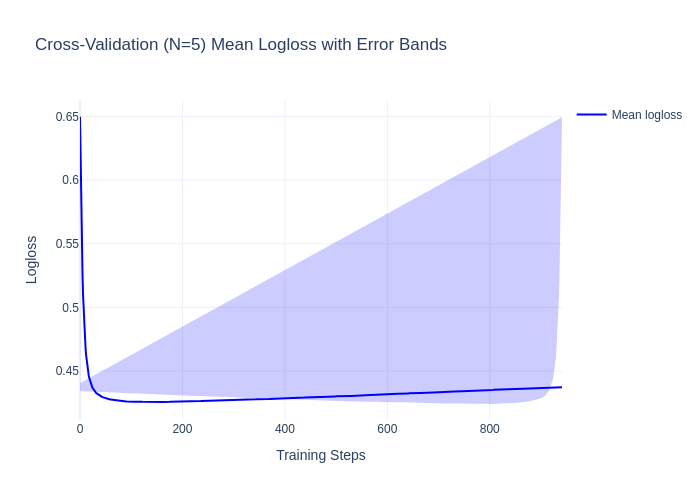 Cross-Validation (N=5) Mean Logloss with Error Bands
Mean logloss
0.65
0.6
0.55
0.5
0.45
Logloss
0
200
400
600
800
Training Steps